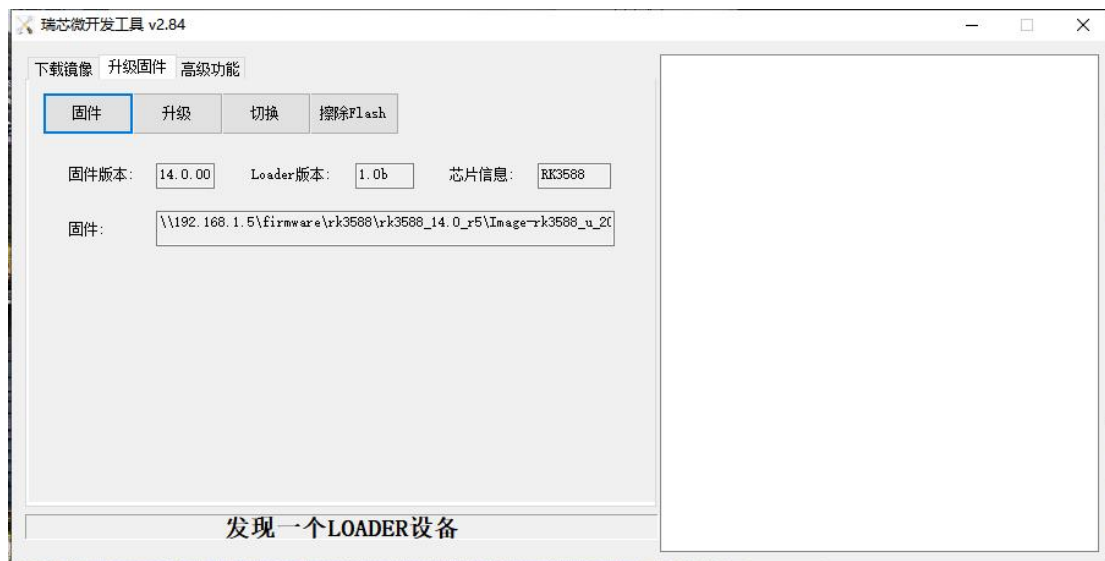 瑞芯微开发工具 v2.84
下载镜像 升级固件 高级功能
固件 升级 切换 擦除Flash
固件版本: 14.0.00 Loader版本: 1.0b 芯片信息: RK3588
固件: \\192.168.1.5\firmware\rk3588\rk3588_14.0_r5\Image-rk3588_u_20
发现一个LOADER设备